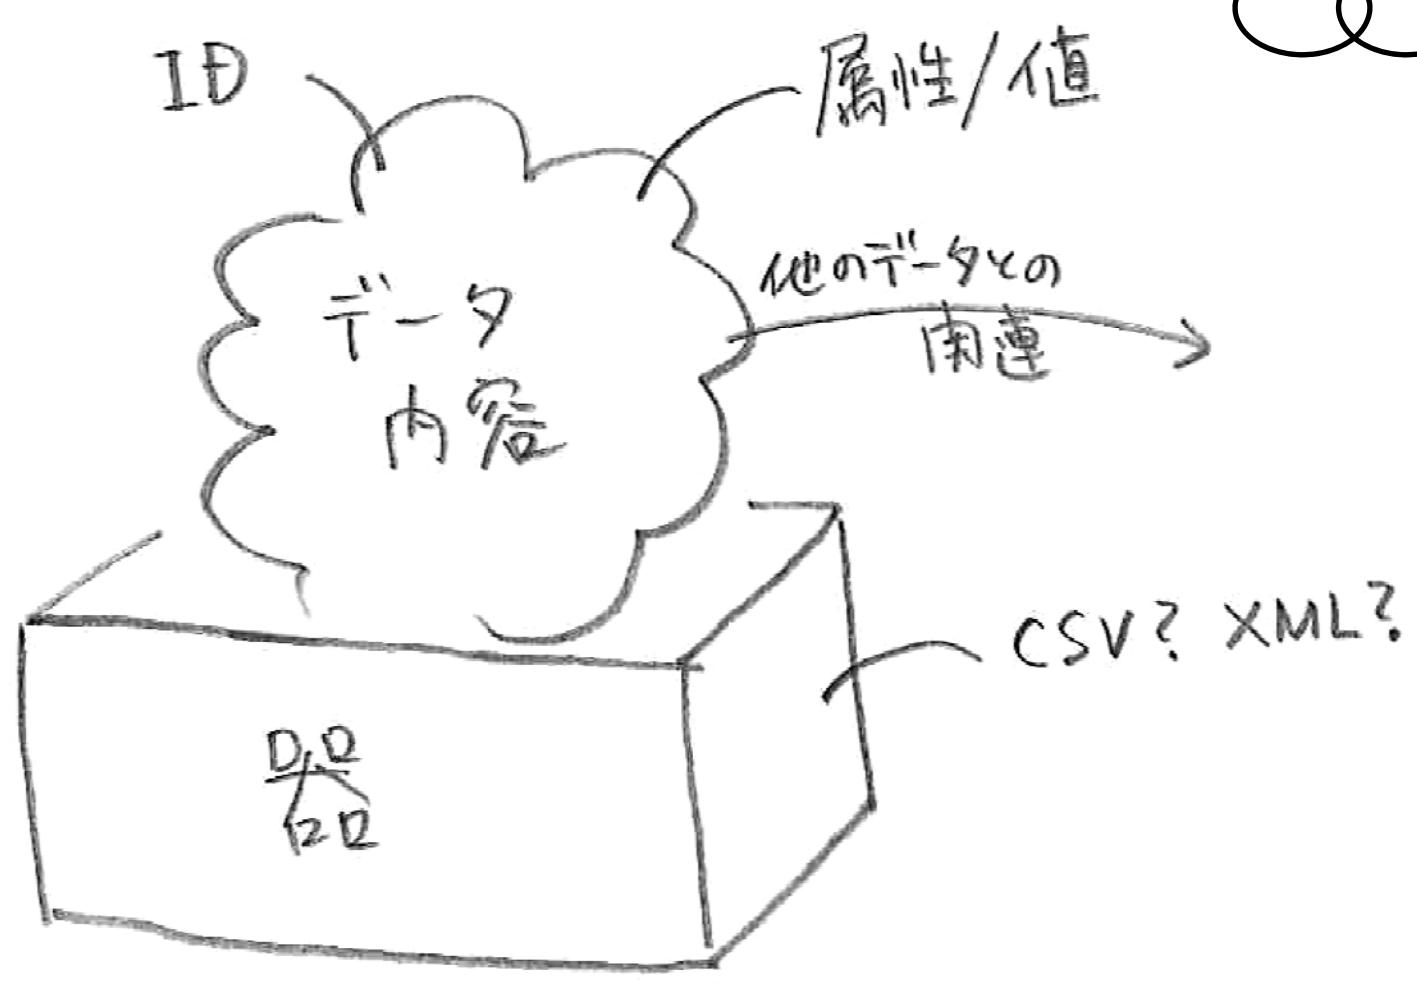 ID
属性/値
他のデータとの
関連
データ
内容
CSV? XML?
器